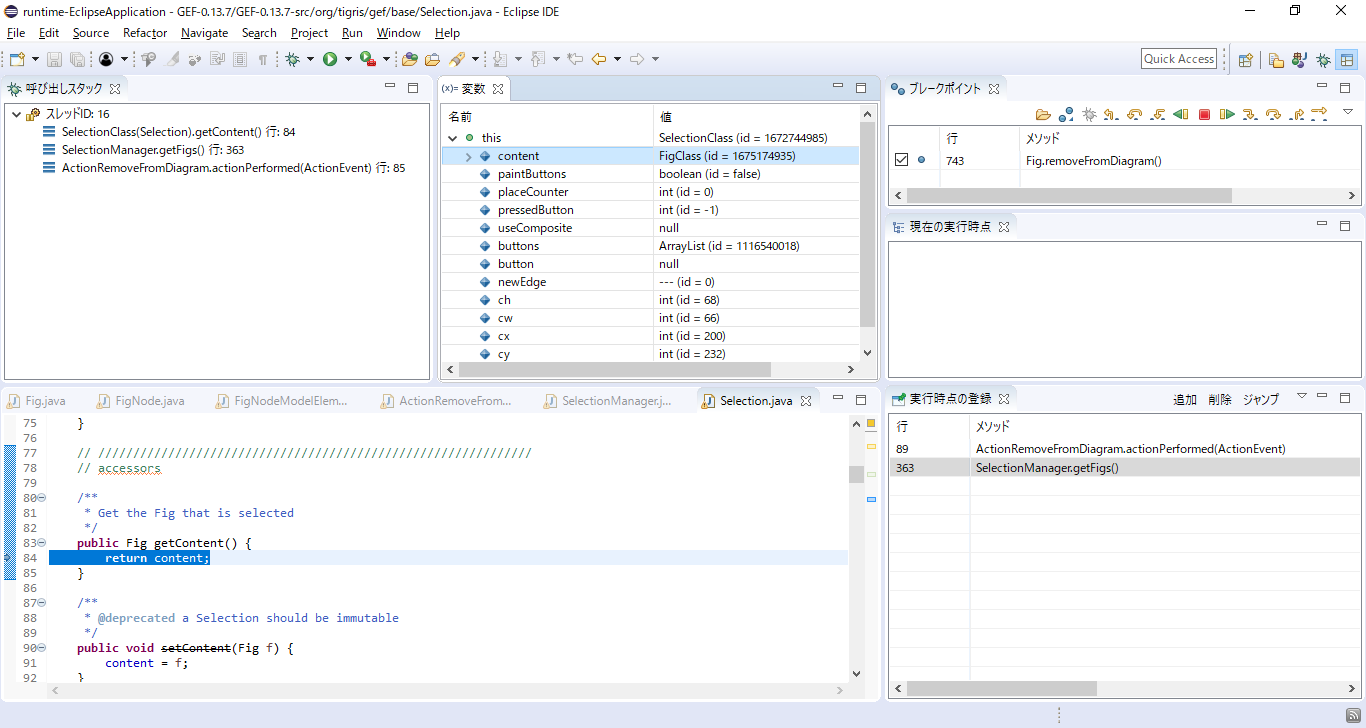 runtime-EclipseApplication - GEF-0.13.7/GEF-0.13.7-src/org/tigris/gef/base/Selection.java - Eclipse IDE
File Edit Source Refactor Navigate Search Project Run Window Help
Quick Access
呼び出しスタック
スレッドID: 16
SelectionClass(Selection).getContent() 行: 84
SelectionManager.getFigs() 行: 363
ActionRemoveFromDiagram.actionPerformed(ActionEvent) 行: 85
(x)= 変数
名前 値
this SelectionClass (id = 1672744985)
content FigClass (id = 1675174935)
paintButtons boolean (id = false)
placeCounter int (id = 0)
pressedButton int (id = -1)
useComposite null
buttons ArrayList (id = 1116540018)
button null
newEdge --- (id = 0)
ch int (id = 68)
cw int (id = 66)
cx int (id = 200)
cy int (id = 232)
ブレークポイント
行 メソッド
743 Fig.removeFromDiagram()
現在の実行時点
Fig.java FigNode.java FigNodeModelElem... ActionRemoveFrom... SelectionManager.j... Selection.java
75 }
76
77 // //////////////////////////////////////////////////////////////
78 // accessors
79
80 /**
81 * Get the Fig that is selected
82 */
83 public Fig getContent() {
84 return content;
85 }
86
87 /**
88 * @deprecated a Selection should be immutable
89 */
90 public void setContent(Fig f) {
91 content = f;
92 }
実行時点の登録 追加 削除 ジャンプ
行 メソッド
89 ActionRemoveFromDiagram.actionPerformed(ActionEvent)
363 SelectionManager.getFigs()